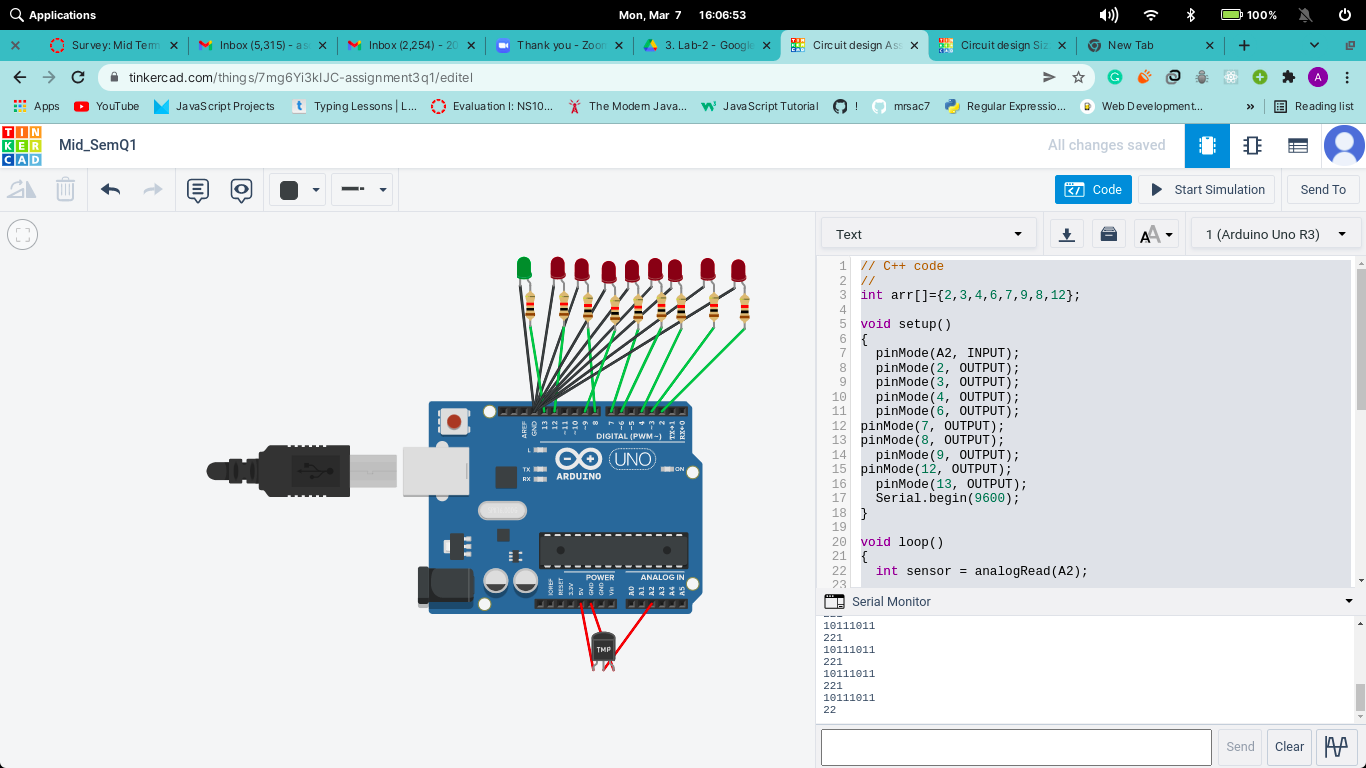 Applications
Mon, Mar 7 16:06:53
100%
Survey: Mid Term
Inbox (5,315) - as
Inbox (2,254) - 20
Thank you - Zoom
3. Lab-2 - Google
Circuit design Ass
Circuit design Siz
New Tab
tinkercad.com/things/7mg6Yi3kIJC-assignment3q1/editel
A
Apps
YouTube
JavaScript Projects
Typing Lessons | L...
Evaluation I: NS10...
The Modern Java...
JavaScript Tutorial
!
mrsac7
Regular Expressio...
Web Development...
»
Reading list
TIN
KER
CAD
Mid_SemQ1
All changes saved
Code
Start Simulation
Send To
Text
1 (Arduino Uno R3)
1 // C++ code
2 //
3 int arr[]={2,3,4,6,7,9,8,12};
4
5 void setup()
6 {
7 pinMode(A2, INPUT);
8 pinMode(2, OUTPUT);
9 pinMode(3, OUTPUT);
10 pinMode(4, OUTPUT);
11 pinMode(6, OUTPUT);
12 pinMode(7, OUTPUT);
13 pinMode(8, OUTPUT);
14 pinMode(9, OUTPUT);
15 pinMode(12, OUTPUT);
16 pinMode(13, OUTPUT);
17 Serial.begin(9600);
18 }
19
20 void loop()
21 {
22 int sensor = analogRead(A2);
23
AREF GND 13 12 ~11 ~10 ~9 8 7 ~6 ~5 4 ~3 2 TX→1 RX←0
DIGITAL (PWM~)
L
TX
RX
UNO
ON
ARDUINO
POWER
ANALOG IN
IOREF RESET 3.3V 5V GND GND Vin A0 A1 A2 A3 A4 A5
TMP
Serial Monitor
221
10111011
221
10111011
221
10111011
221
10111011
22
Send
Clear